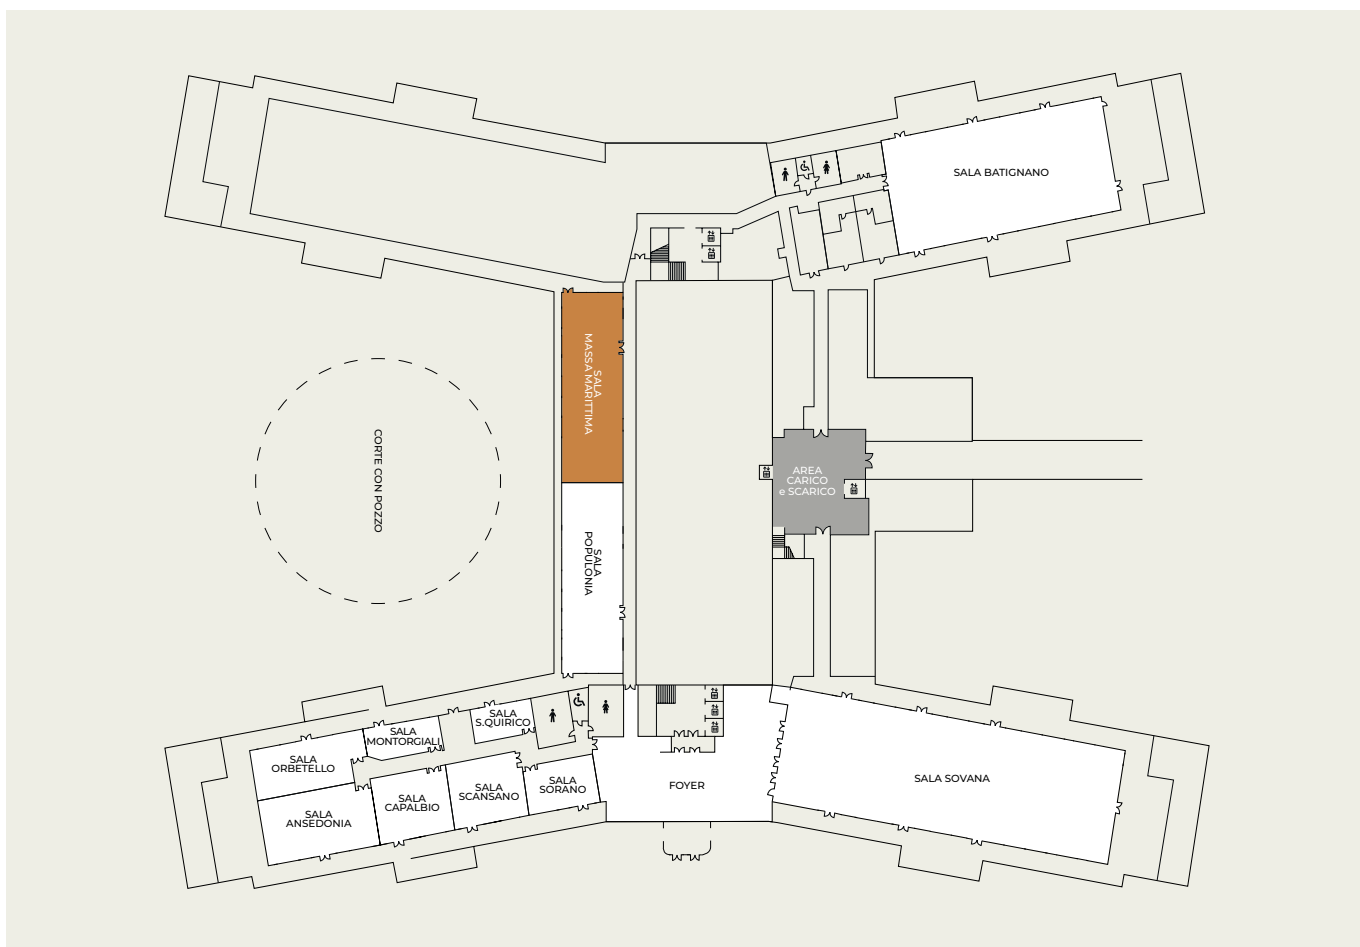 SALA BATIGNANO
SALA
MASSA MARITTIMA
CORTE CON POZZO
AREA
CARICO
e SCARICO
SALA
POPULONIA
SALA
S.QUIRICO
SALA
MONTORGIALI
SALA
ORBETELLO
SALA
ANSEDONIA
SALA
CAPALBIO
SALA
SCANSANO
SALA
SORANO
FOYER
SALA SOVANA